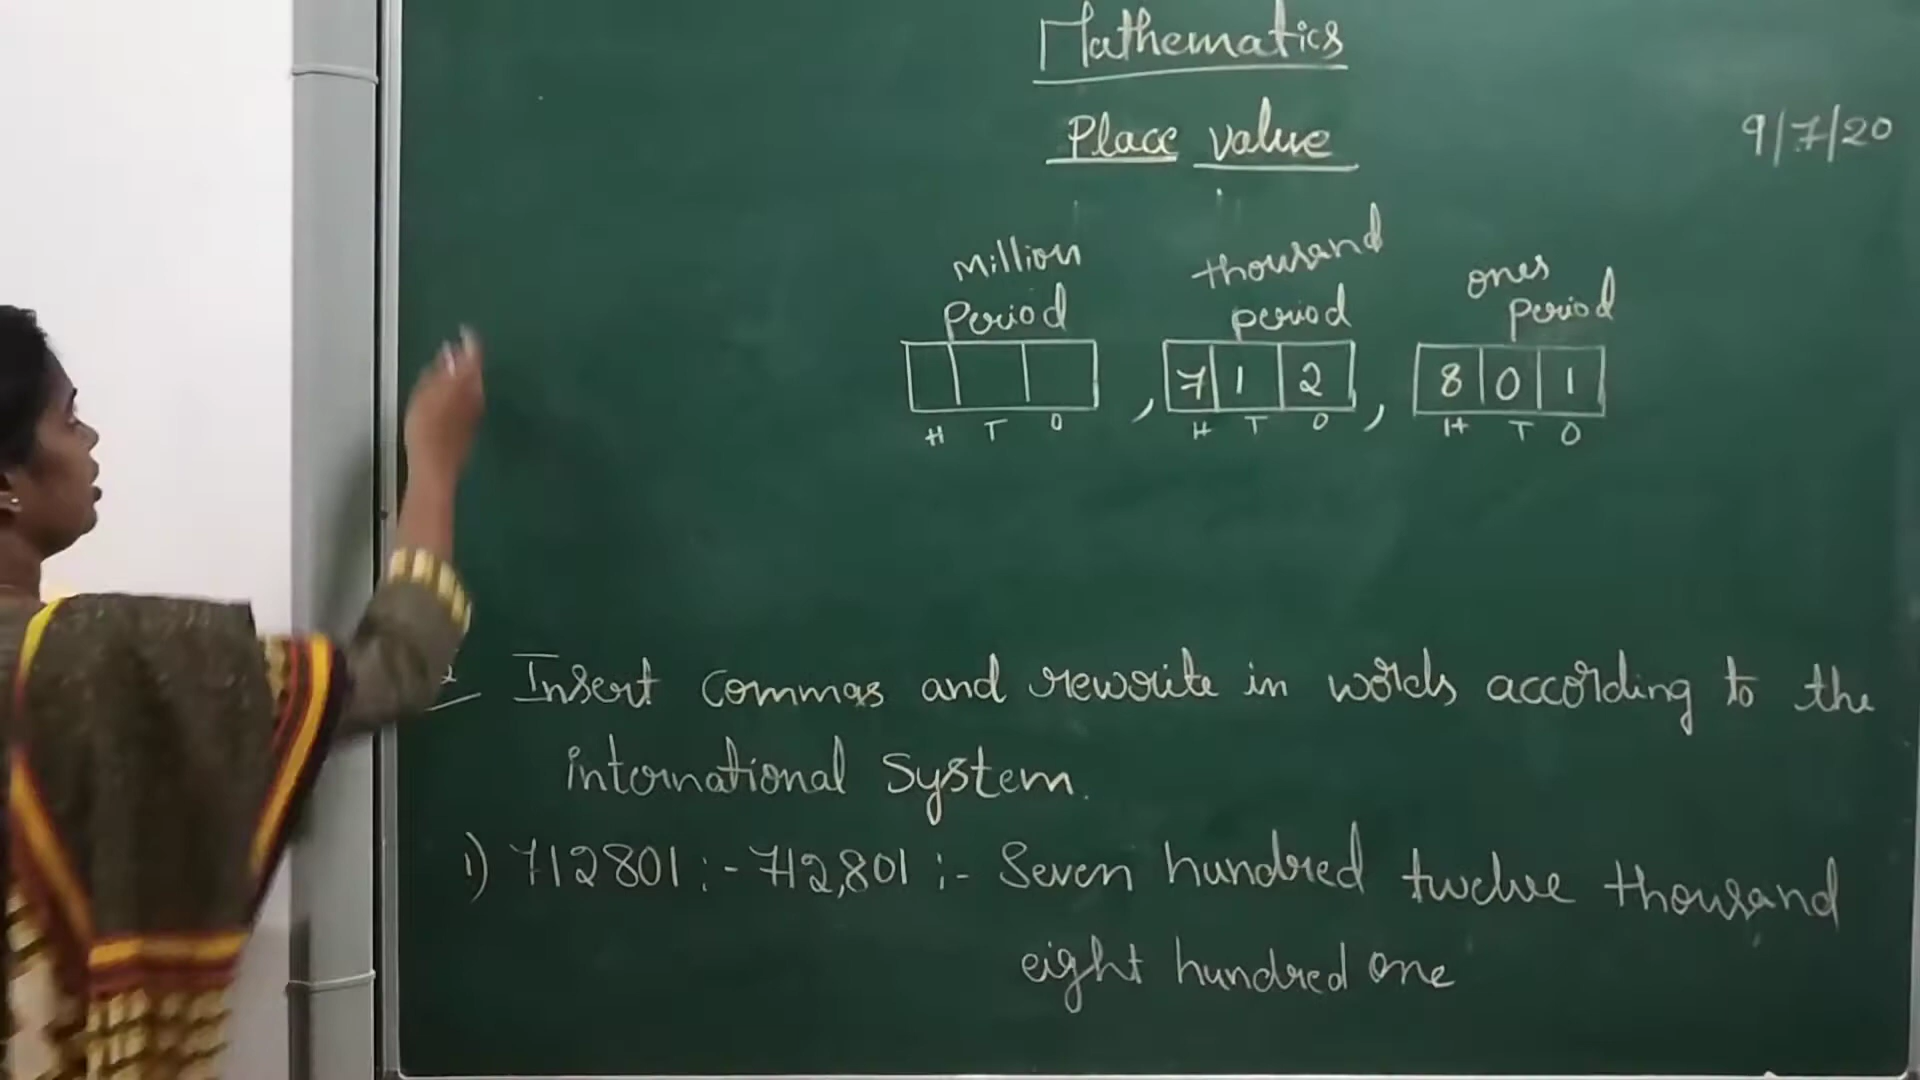 Mathematics
Place value
9/7/20
million period
thousand period
ones period
, 7 1 2 , 8 0 1
H T O H T O H T O
Insert commas and rewrite in words according to the
international system.
1) 712801 :- 712,801 :- Seven hundred twelve thousand
eight hundred one